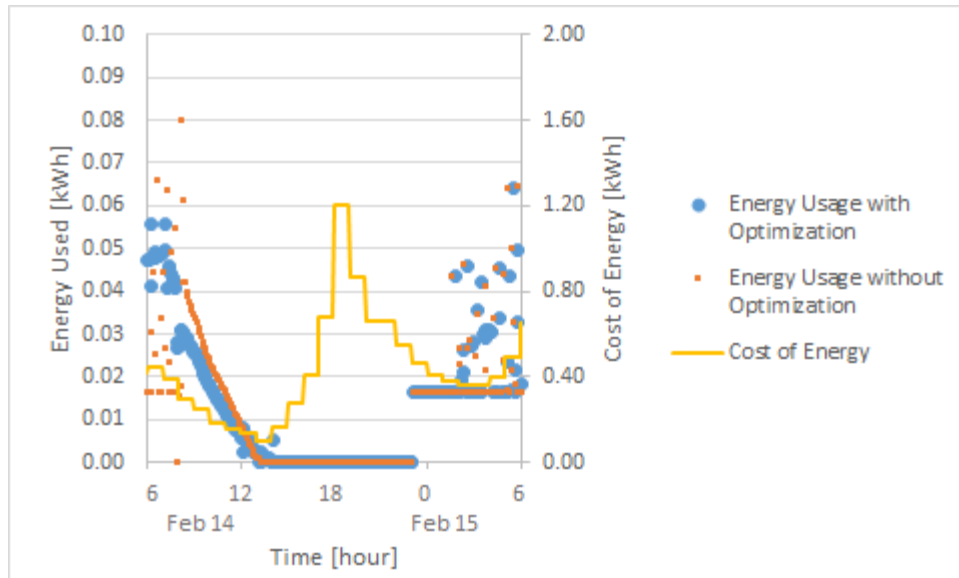 0.10
0.09
0.08
0.07
0.06
0.05
0.04
0.03
0.02
0.01
0.00
Energy Used [kWh]
2.00
1.60
1.20
0.80
0.40
0.00
Cost of Energy [kWh]
6 12 18 0 6
Feb 14 Feb 15
Time [hour]
Energy Usage with
Optimization
Energy Usage without
Optimization
Cost of Energy